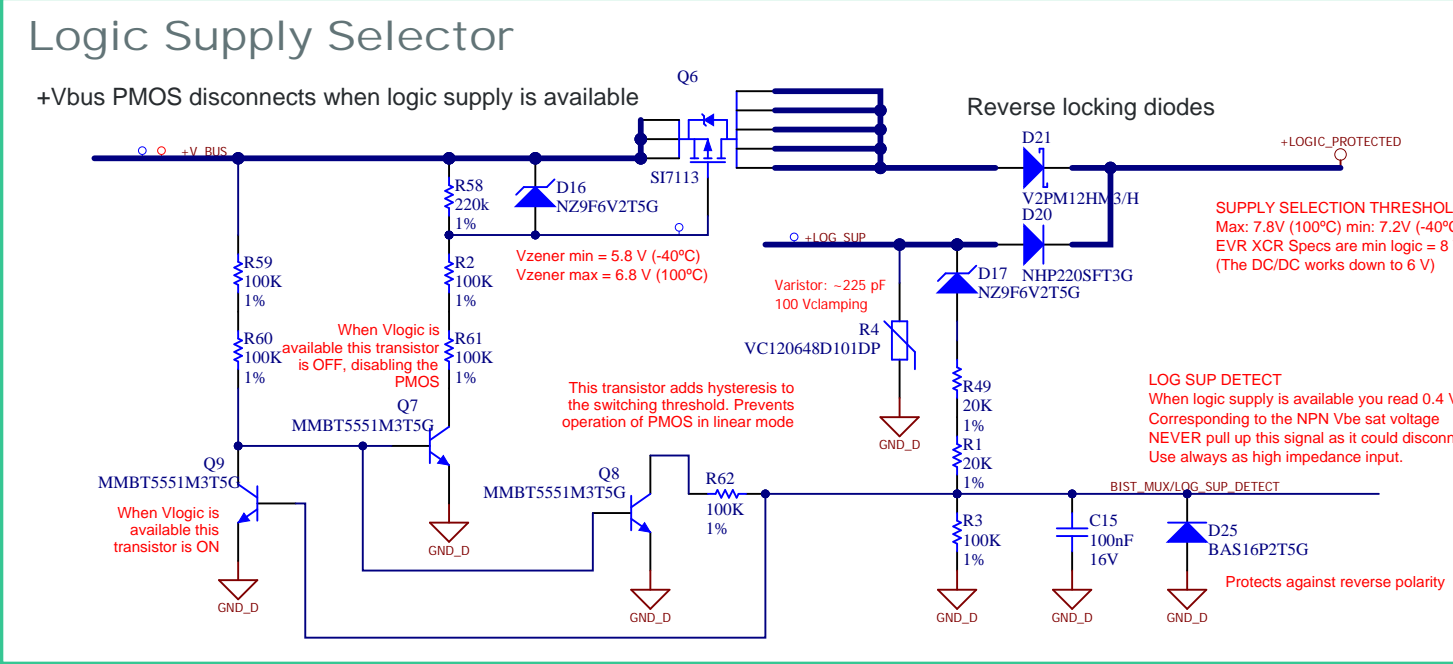 Logic Supply Selector
+Vbus PMOS disconnects when logic supply is available
Q6
Reverse locking diodes
+V_BUS
SI7113
D21
V2PM12HM3/H
+LOGIC_PROTECTED
R58
220k
1%
D16
NZ9F6V2T5G
D20
NHP220SFT3G
+LOG_SUP
SUPPLY SELECTION THRESHOL
Max: 7.8V (100ºC) min: 7.2V (-40º
EVR XCR Specs are min logic = 8
(The DC/DC works down to 6 V)
Vzener min = 5.8 V (-40ºC)
Vzener max = 6.8 V (100ºC)
R59
100K
1%
R2
100K
1%
D17
NZ9F6V2T5G
Varistor: ~225 pF
100 Vclamping
R4
VC120648D101DP
R60
100K
1%
When Vlogic is
available this transistor
is OFF, disabling the
PMOS
R61
100K
1%
GND_D
This transistor adds hysteresis to
the switching threshold. Prevents
operation of PMOS in linear mode
R49
20K
1%
R1
20K
1%
LOG SUP DETECT
When logic supply is available you read 0.4 V
Corresponding to the NPN Vbe sat voltage
NEVER pull up this signal as it could disconn
Use always as high impedance input.
Q7
MMBT5551M3T5G
Q9
MMBT5551M3T5G
When Vlogic is
available this
transistor is ON
GND_D
GND_D
Q8
MMBT5551M3T5G
R62
100K
1%
GND_D
BIST_MUX/LOG_SUP_DETECT
R3
100K
1%
GND_D
C15
100nF
16V
GND_D
D25
BAS16P2T5G
Protects against reverse polarity
GND_D